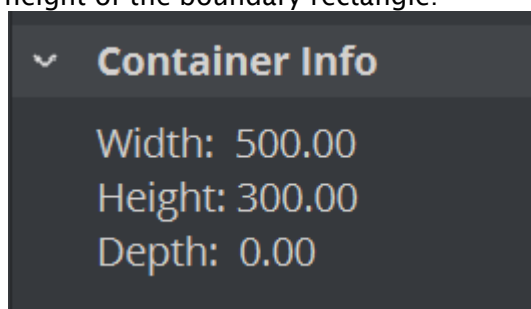 height of the boundary rectangle.
Container Info
Width: 500.00
Height: 300.00
Depth: 0.00